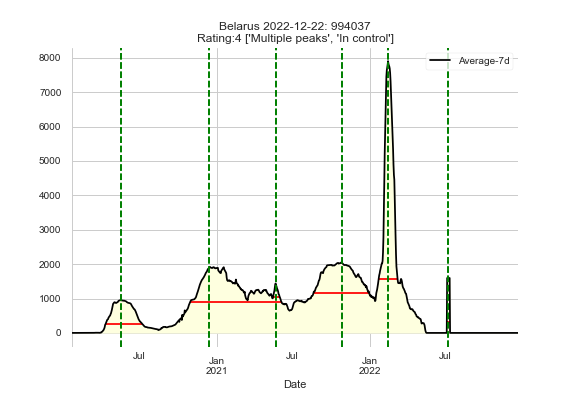 Belarus 2022-12-22: 994037
Rating:4 ['Multiple peaks', 'In control']
Average-7d
8000
7000
6000
5000
4000
3000
2000
1000
0
Jul
Jan
2021
Jul
Jan
2022
Jul
Date